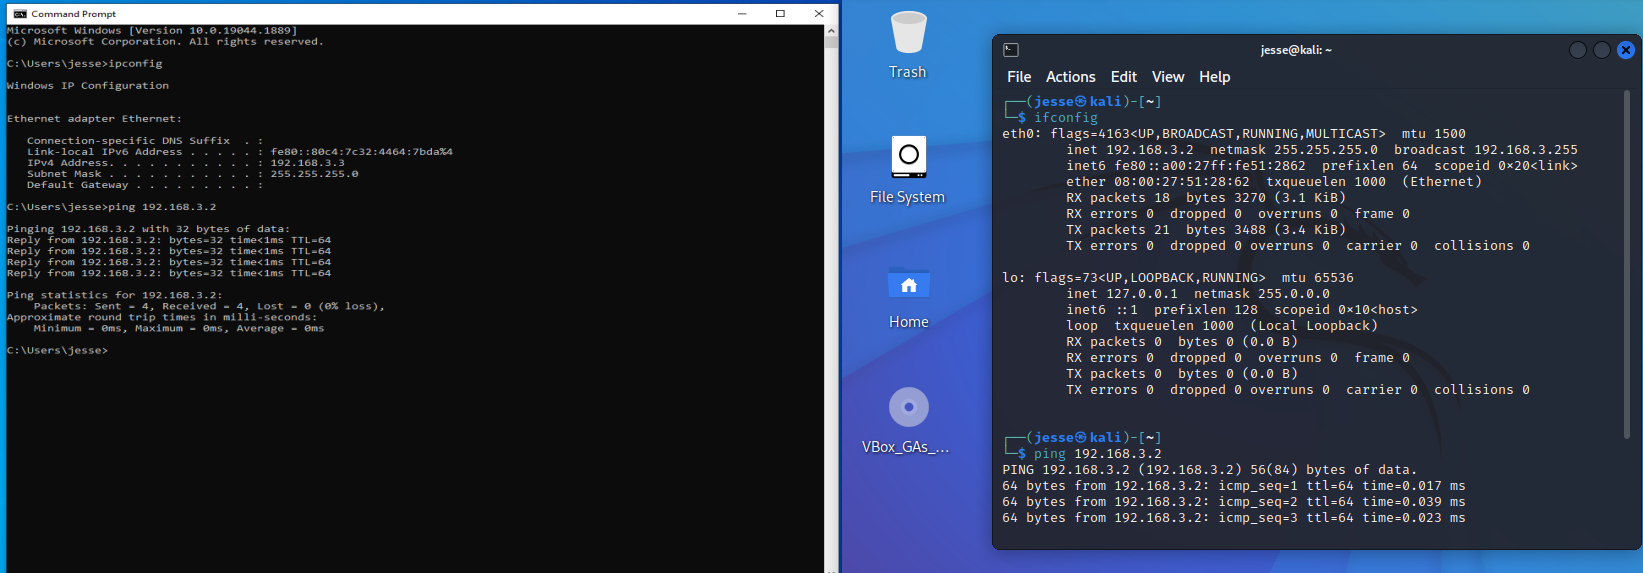 Command Prompt
Microsoft Windows [Version 10.0.19044.1889]
(c) Microsoft Corporation. All rights reserved.
C:\Users\jesse>ipconfig
Windows IP Configuration
Ethernet adapter Ethernet:
Connection-specific DNS Suffix  . :
Link-local IPv6 Address . . . . . : fe80::80c4:7c32:4464:7bda%4
IPv4 Address. . . . . . . . . . . : 192.168.3.3
Subnet Mask . . . . . . . . . . . : 255.255.255.0
Default Gateway . . . . . . . . . :
C:\Users\jesse>ping 192.168.3.2
Pinging 192.168.3.2 with 32 bytes of data:
Reply from 192.168.3.2: bytes=32 time<1ms TTL=64
Reply from 192.168.3.2: bytes=32 time<1ms TTL=64
Reply from 192.168.3.2: bytes=32 time<1ms TTL=64
Reply from 192.168.3.2: bytes=32 time<1ms TTL=64
Ping statistics for 192.168.3.2:
Packets: Sent = 4, Received = 4, Lost = 0 (0% loss),
Approximate round trip times in milli-seconds:
Minimum = 0ms, Maximum = 0ms, Average = 0ms
C:\Users\jesse>
Trash
File System
Home
VBox_GAs_...
jesse@kali: ~
File Actions Edit View Help
┌──(jesse㉿kali)-[~]
└─$ ifconfig
eth0: flags=4163<UP,BROADCAST,RUNNING,MULTICAST>  mtu 1500
inet 192.168.3.2  netmask 255.255.255.0  broadcast 192.168.3.255
inet6 fe80::a00:27ff:fe51:2862  prefixlen 64  scopeid 0×20<link>
ether 08:00:27:51:28:62  txqueuelen 1000  (Ethernet)
RX packets 18  bytes 3270 (3.1 KiB)
RX errors 0  dropped 0  overruns 0  frame 0
TX packets 21  bytes 3488 (3.4 KiB)
TX errors 0  dropped 0 overruns 0  carrier 0  collisions 0
lo: flags=73<UP,LOOPBACK,RUNNING>  mtu 65536
inet 127.0.0.1  netmask 255.0.0.0
inet6 ::1  prefixlen 128  scopeid 0×10<host>
loop  txqueuelen 1000  (Local Loopback)
RX packets 0  bytes 0 (0.0 B)
RX errors 0  dropped 0  overruns 0  frame 0
TX packets 0  bytes 0 (0.0 B)
TX errors 0  dropped 0 overruns 0  carrier 0  collisions 0
┌──(jesse㉿kali)-[~]
└─$ ping 192.168.3.2
PING 192.168.3.2 (192.168.3.2) 56(84) bytes of data.
64 bytes from 192.168.3.2: icmp_seq=1 ttl=64 time=0.017 ms
64 bytes from 192.168.3.2: icmp_seq=2 ttl=64 time=0.039 ms
64 bytes from 192.168.3.2: icmp_seq=3 ttl=64 time=0.023 ms